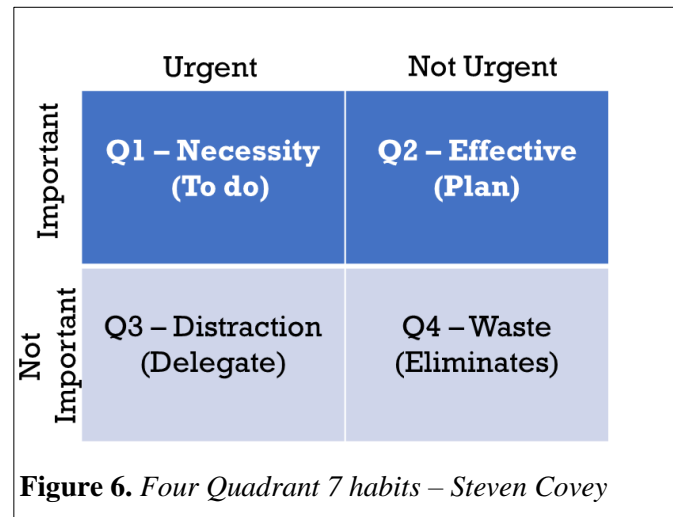 Urgent Not Urgent
Important
Q1 – Necessity
(To do)
Q2 – Effective
(Plan)
Not
Important
Q3 – Distraction
(Delegate)
Q4 – Waste
(Eliminates)
Figure 6. Four Quadrant 7 habits – Steven Covey